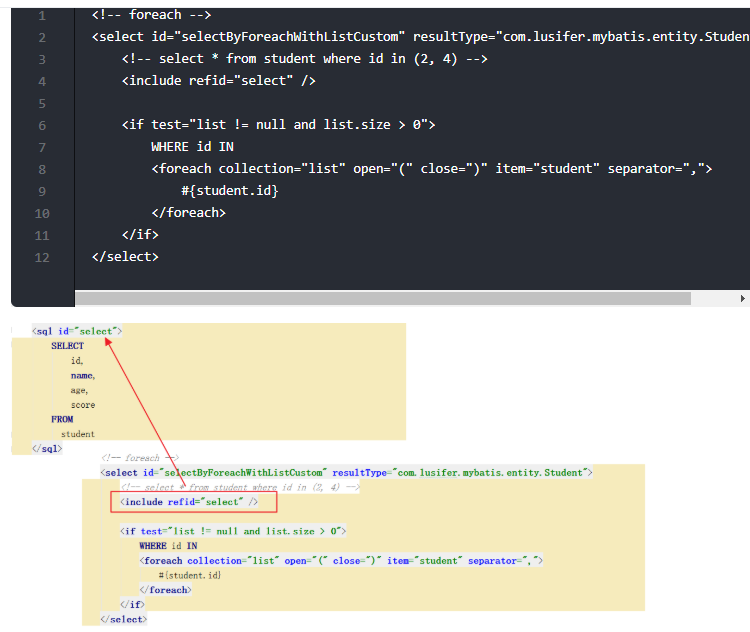 1 <!-- foreach -->
2 <select id="selectByForeachWithListCustom" resultType="com.lusifer.mybatis.entity.Studen
3 <!-- select * from student where id in (2, 4) -->
4 <include refid="select" />
5
6 <if test="list != null and list.size > 0">
7 WHERE id IN
8 <foreach collection="list" open="(" close=")" item="student" separator=",">
9 #{student.id}
10 </foreach>
11 </if>
12 </select>
<sql id="select">
SELECT
id,
name,
age,
score
FROM
student
</sql>
<!-- foreach -->
<select id="selectByForeachWithListCustom" resultType="com.lusifer.mybatis.entity.Student">
<!-- select * from student where id in (2, 4) -->
<include refid="select" />
<if test="list != null and list.size > 0">
WHERE id IN
<foreach collection="list" open="(" close=")" item="student" separator=",">
#{student.id}
</foreach>
</if>
</select>